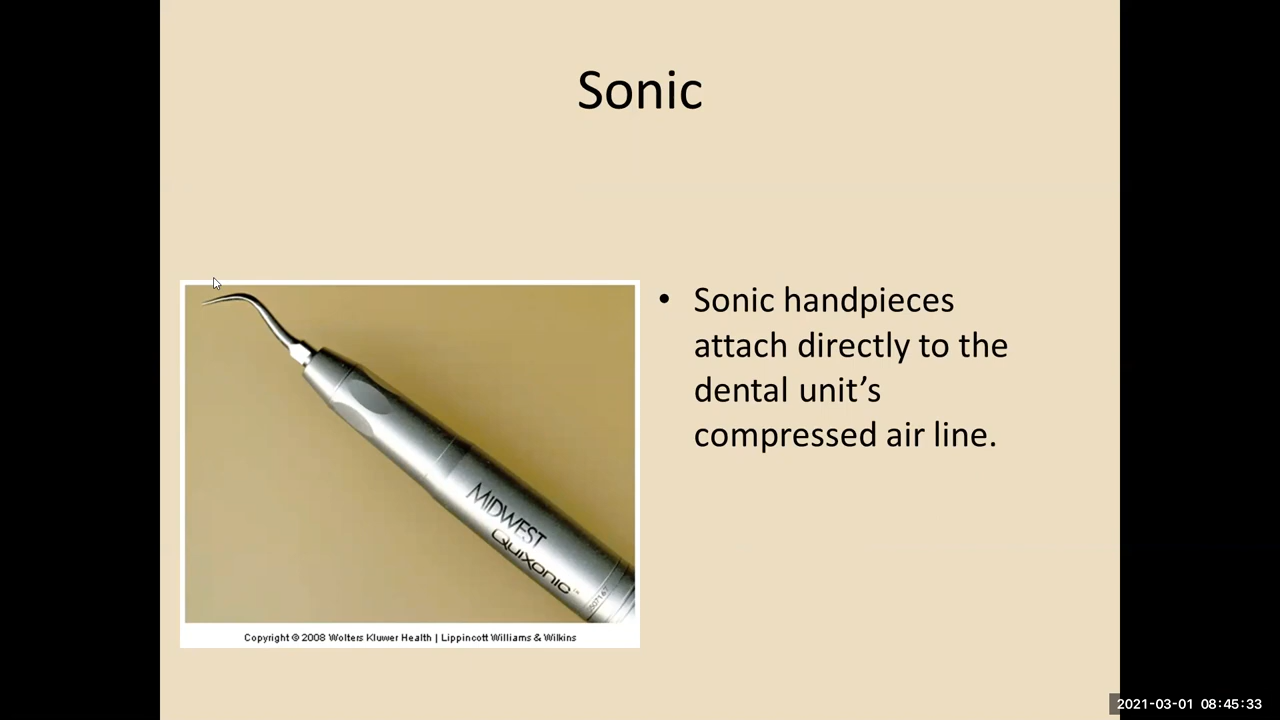 Sonic
• Sonic handpieces
attach directly to the
dental unit’s
compressed air line.
MIDWEST
Quixonic
Copyright © 2008 Wolters Kluwer Health | Lippincott Williams & Wilkins
2021-03-01 08:45:33